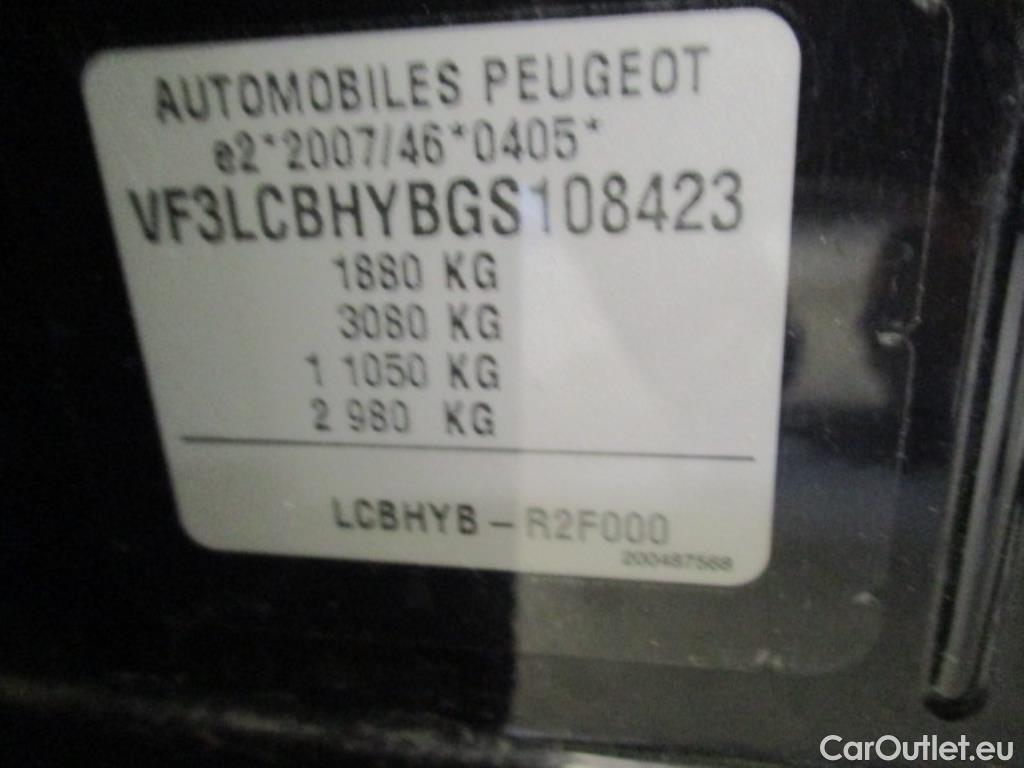 AUTOMOBILES PEUGEOT
e2*2007/46*0405*
VF3LCBHYBGS108423
1880 KG
3080 KG
1 1050 KG
2 980 KG
LCBHYB - R2F000
200487568
CarOutlet.eu